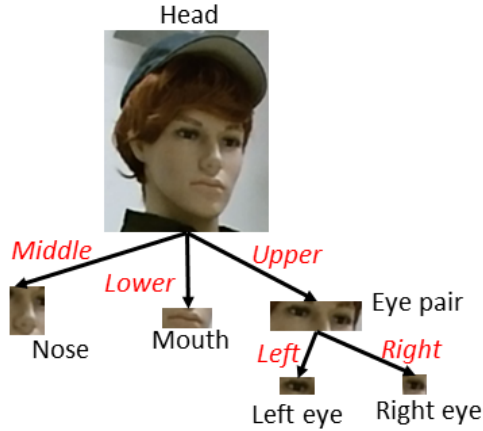 Head
Middle
Lower
Upper
Nose
Mouth
Eye pair
Left
Right
Left eye
Right eye